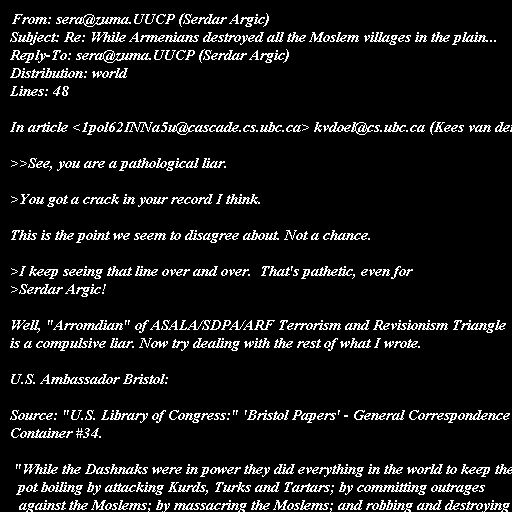 From: sera@zuma.UUCP (Serdar Argic)
Subject: Re: While Armenians destroyed all the Moslem villages in the plain...
Reply-To: sera@zuma.UUCP (Serdar Argic)
Distribution: world
Lines: 48
In article <1pol62INNa5u@cascade.cs.ubc.ca> kvdoel@cs.ubc.ca (Kees van
>>See, you are a pathological liar.
>You got a crack in your record I think.
This is the point we seem to disagree about. Not a chance.
>I keep seeing that line over and over.  That's pathetic, even for
>Serdar Argic!
Well, "Arromdian" of ASALA/SDPA/ARF Terrorism and Revisionism Triangle
is a compulsive liar. Now try dealing with the rest of what I wrote.
U.S. Ambassador Bristol:
Source: "U.S. Library of Congress:" 'Bristol Papers' - General Correspondence
Container #34.
"While the Dashnaks were in power they did everything in the world to keep the
pot boiling by attacking Kurds, Turks and Tartars; by committing outrages
against the Moslems; by massacring the Moslems; and robbing and destroying